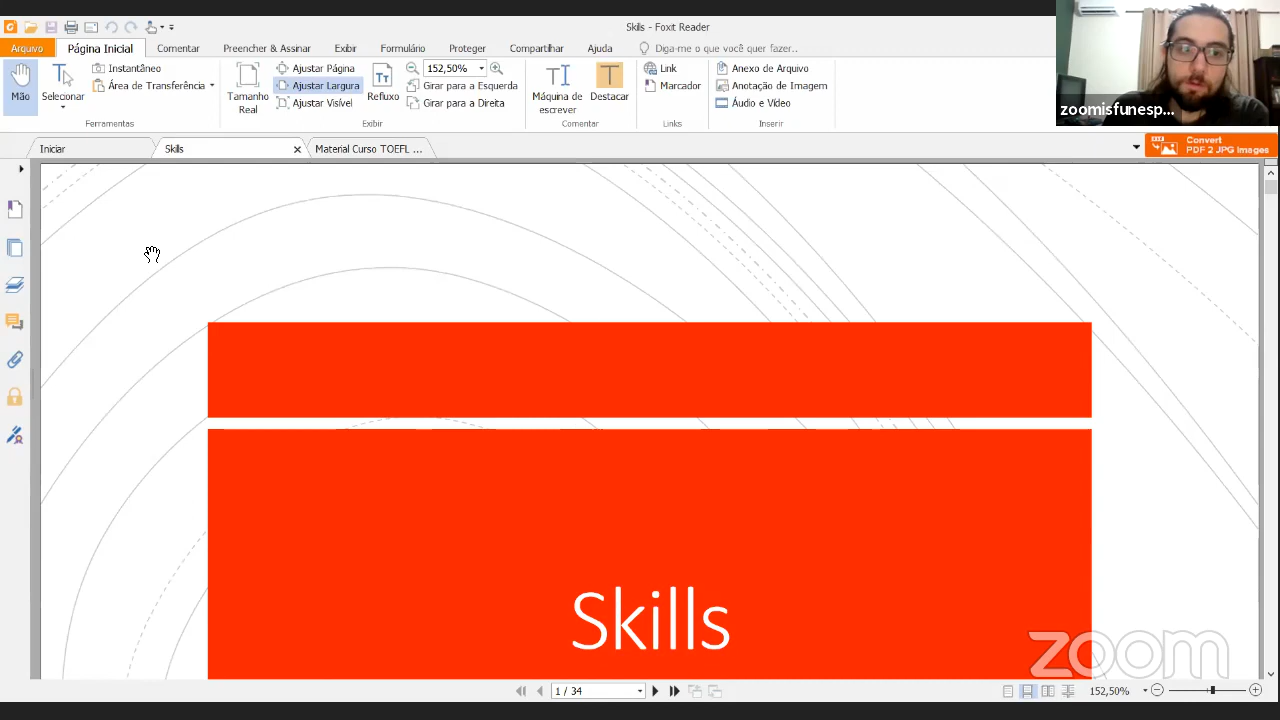 Skills - Foxit Reader
Arquivo Página Inicial Comentar Preencher & Assinar Exibir Formulário Proteger Compartilhar Ajuda Diga-me o que você quer fazer..
Mão
Selecionar
Instantâneo
Área de Transferência
Ferramentas
Tamanho Real
Ajustar Página
Ajustar Largura
Ajustar Visível
Refluxo
152,50%
Girar para a Esquerda
Girar para a Direita
Exibir
Máquina de escrever
Destacar
Comentar
Link
Marcador
Links
Anexo de Arquivo
Anotação de Imagem
Áudio e Vídeo
Inserir
zoomisfunesp...
Iniciar Skills Material Curso TOEFL ...
Convert
PDF 2 JPG Images
Skills
zoom
1 / 34
152,50%